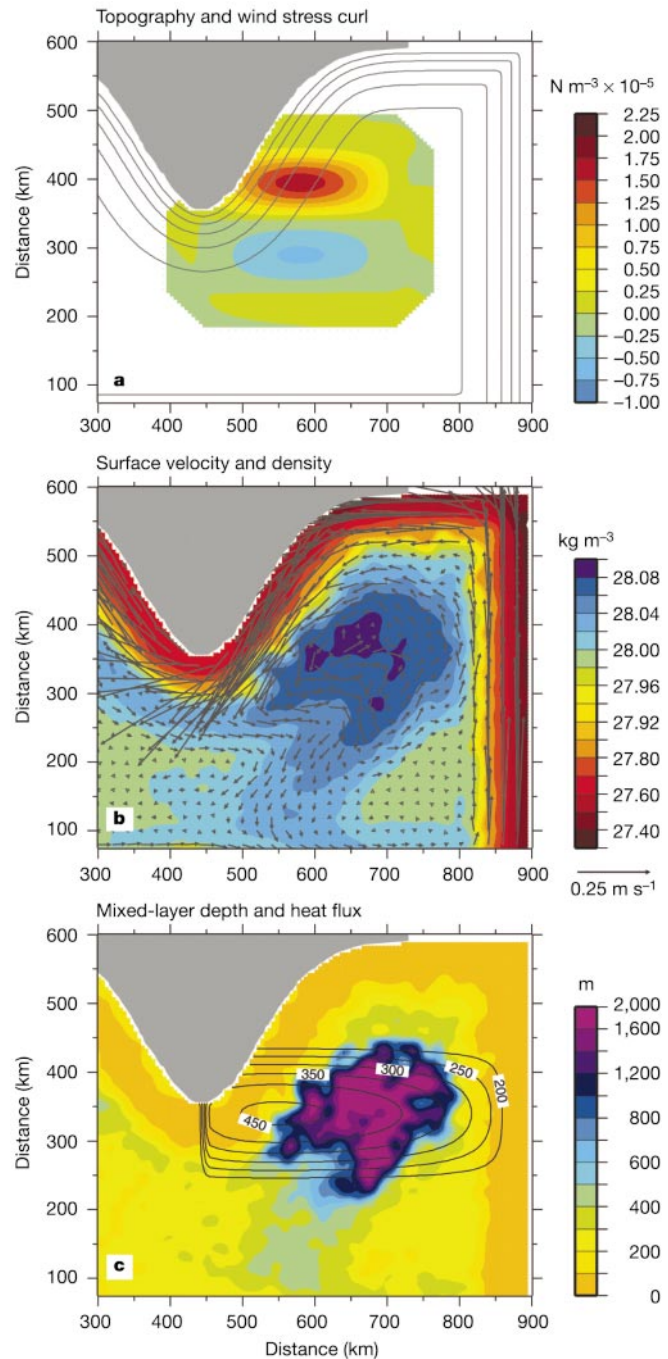 Topography and wind stress curl
600
500
400
300
200
100
Distance (km)
a
300 400 500 600 700 800 900
N m⁻³ × 10⁻⁵
2.25
2.00
1.75
1.50
1.25
1.00
0.75
0.50
0.25
0.00
–0.25
–0.50
–0.75
–1.00
Surface velocity and density
600
500
400
300
200
100
Distance (km)
b
300 400 500 600 700 800 900
kg m⁻³
28.08
28.04
28.00
27.96
27.92
27.80
27.60
27.40
0.25 m s⁻¹
Mixed-layer depth and heat flux
600
500
400
300
200
100
Distance (km)
350 300 250 200
450
c
300 400 500 600 700 800 900
Distance (km)
m
2,000
1,600
1,200
800
600
400
200
0